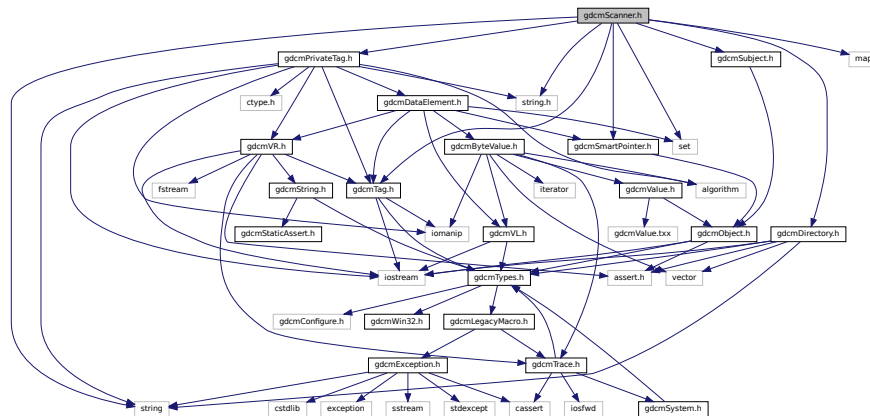 gdcmScanner.h
gdcmPrivateTag.h
gdcmSubject.h
map
ctype.h
gdcmDataElement.h
string.h
gdcmVR.h
gdcmByteValue.h
gdcmSmartPointer.h
set
fstream
gdcmString.h
gdcmTag.h
iterator
gdcmValue.h
algorithm
gdcmStaticAssert.h
iomanip
gdcmVL.h
gdcmValue.txx
gdcmObject.h
gdcmDirectory.h
iostream
gdcmTypes.h
assert.h
vector
gdcmConfigure.h
gdcmWin32.h
gdcmLegacyMacro.h
gdcmException.h
gdcmTrace.h
string
cstdlib
exception
sstream
stdexcept
cassert
iosfwd
gdcmSystem.h